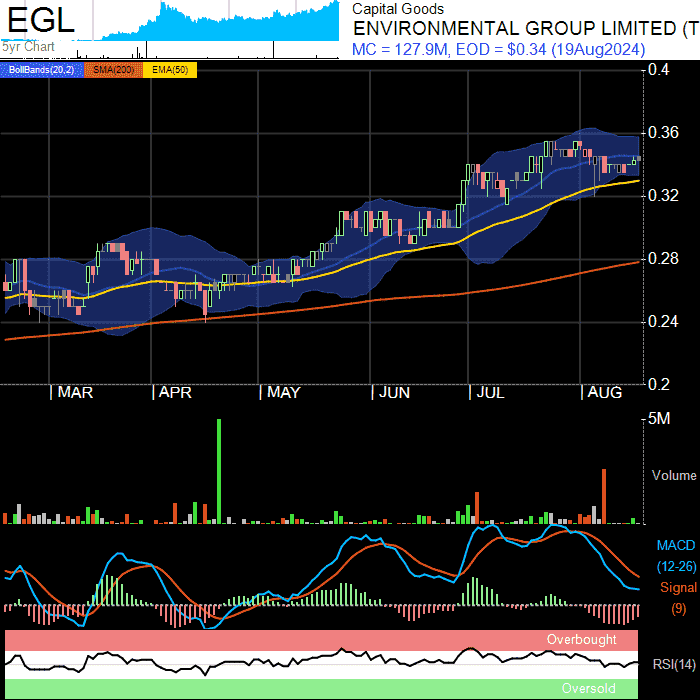 EGL
5yr Chart
Capital Goods
ENVIRONMENTAL GROUP LIMITED (T
MC = 127.9M, EOD = $0.34 (19Aug2024)
BollBands(20,2) SMA(200) EMA(50)
0.4
0.36
0.32
0.28
0.24
0.2
MAR APR MAY JUN JUL AUG
5M
Volume
MACD
(12-26)
Signal
(9)
Overbought
RSI(14)
Oversold